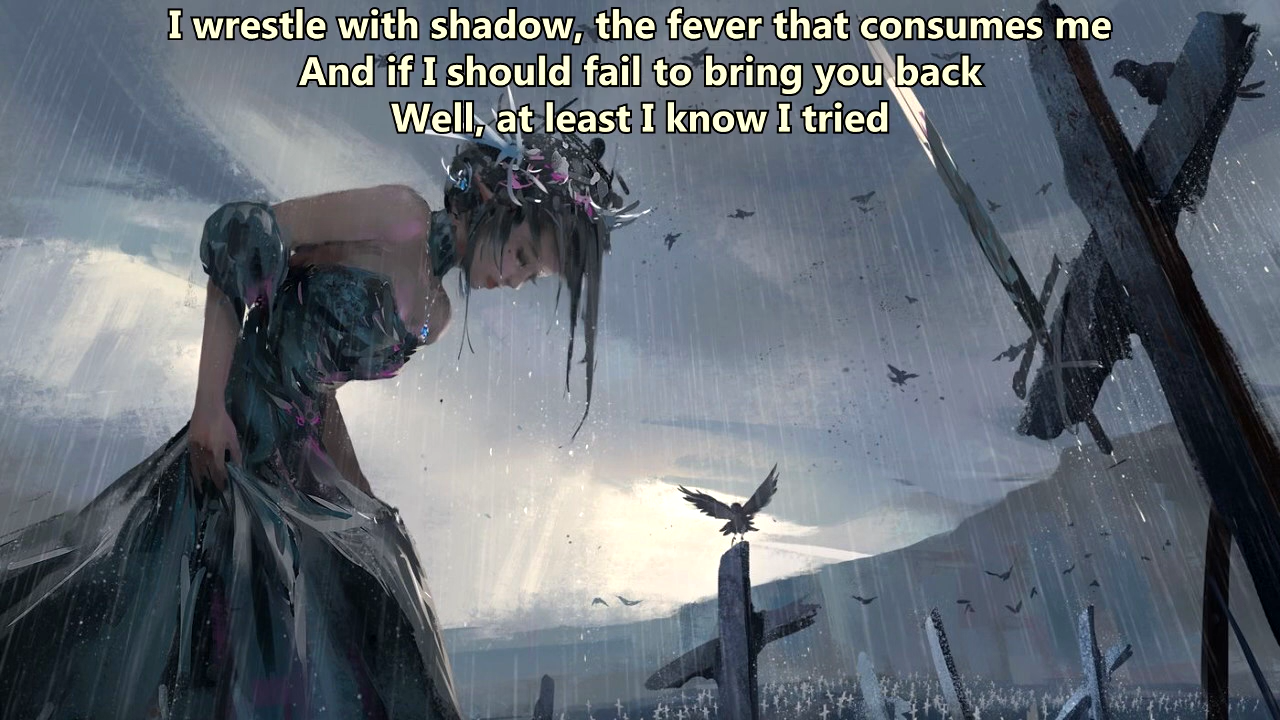 I wrestle with shadow, the fever that consumes me
And if I should fail to bring you back
Well, at least I know I tried